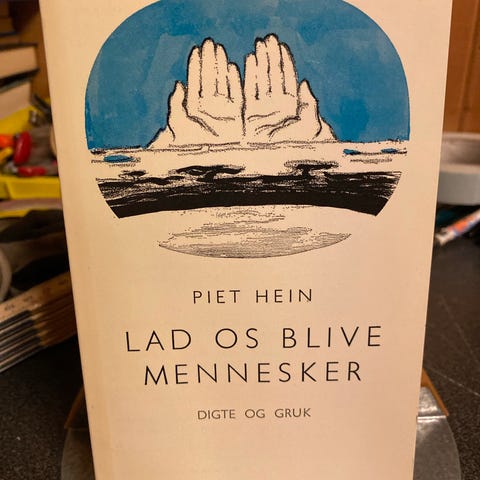 PIET HEIN
LAD OS BLIVE
MENNESKER
DIGTE OG GRUK